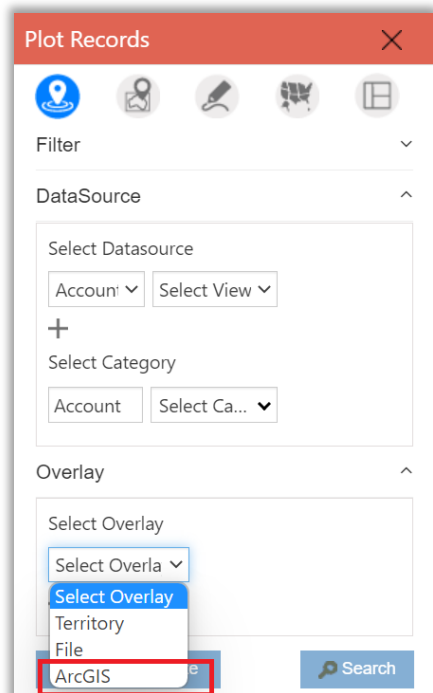 Plot Records
Filter
DataSource
Select Datasource
Account Select View
Select Category
Account Select Ca...
Overlay
Select Overlay
Select Overla
Select Overlay
Territory
File
ArcGIS
Search